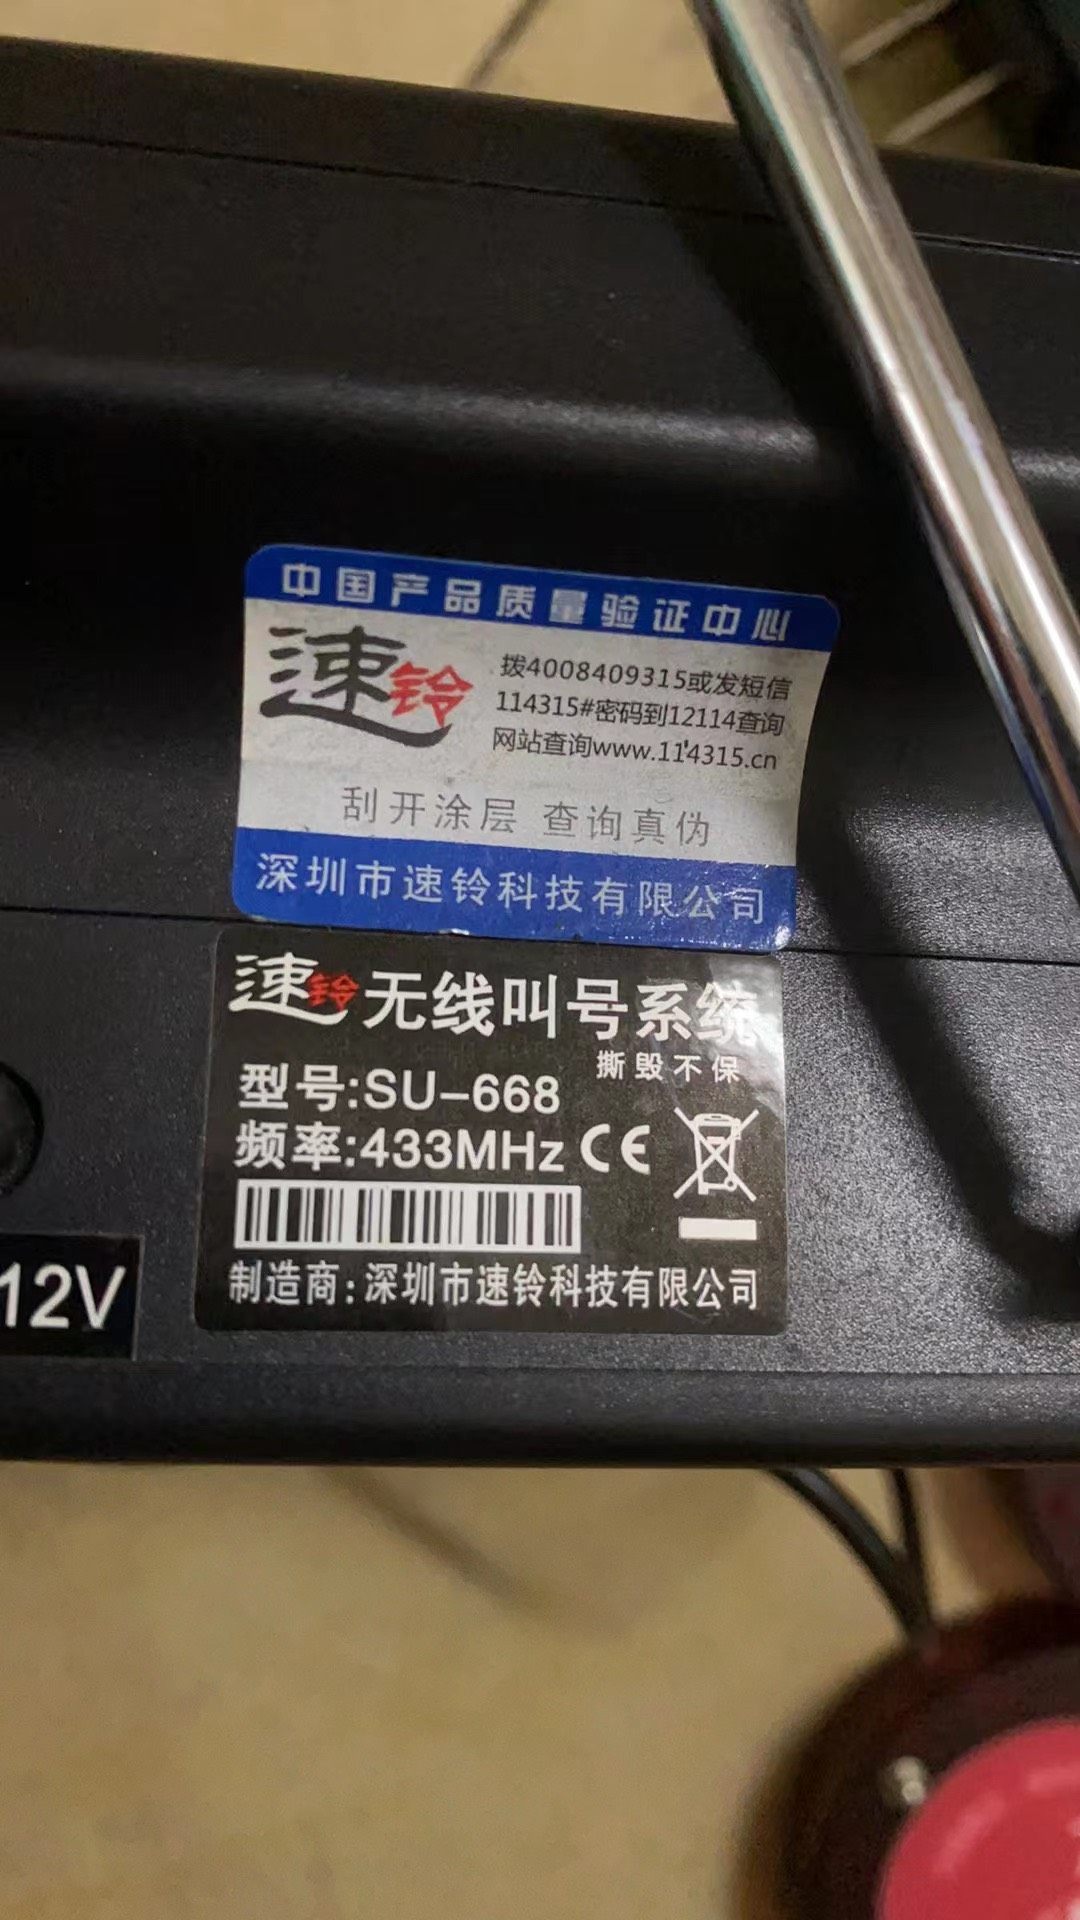 中国产品质量验证中心
速铃
拨4008409315或发短信
114315#密码到12114查询
网站查询www.114315.cn
刮开涂层 查询真伪
深圳市速铃科技有限公司
速铃 无线叫号系统
撕毁不保
型号:SU-668
频率:433MHz CE
制造商:深圳市速铃科技有限公司
12V